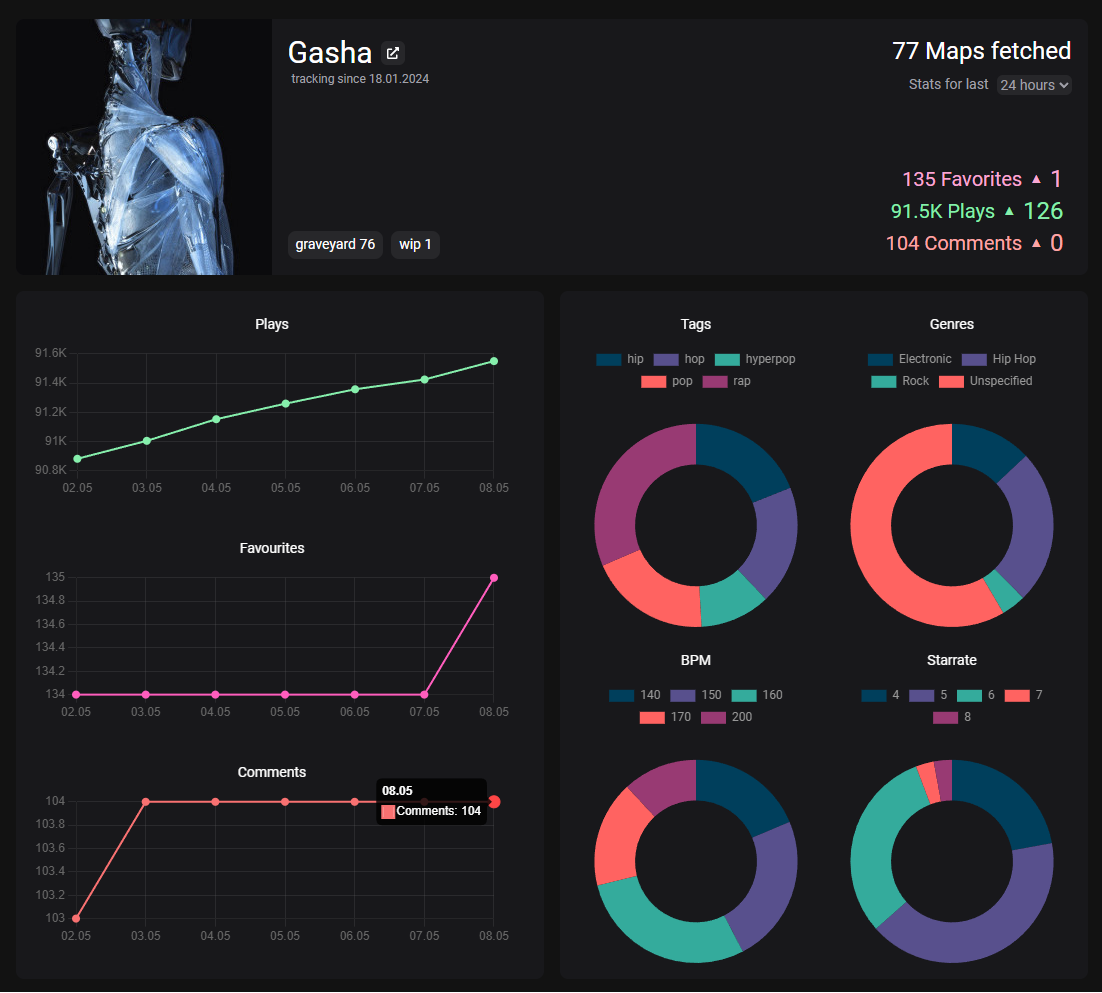 Gasha
tracking since 18.01.2024
graveyard 76 wip 1
77 Maps fetched
Stats for last 24 hours
135 Favorites ▲ 1
91.5K Plays ▲ 126
104 Comments ▲ 0
Plays
91.6K
91.4K
91.2K
91K
90.8K
02.05 03.05 04.05 05.05 06.05 07.05 08.05
Favourites
135
134.8
134.6
134.4
134.2
134
02.05 03.05 04.05 05.05 06.05 07.05 08.05
Comments
104
103.8
103.6
103.4
103.2
103
08.05
Comments: 104
02.05 03.05 04.05 05.05 06.05 07.05 08.05
Tags
hip hop hyperpop
pop rap
Genres
Electronic Hip Hop
Rock Unspecified
BPM
140 150 160
170 200
Starrate
4 5 6 7
8